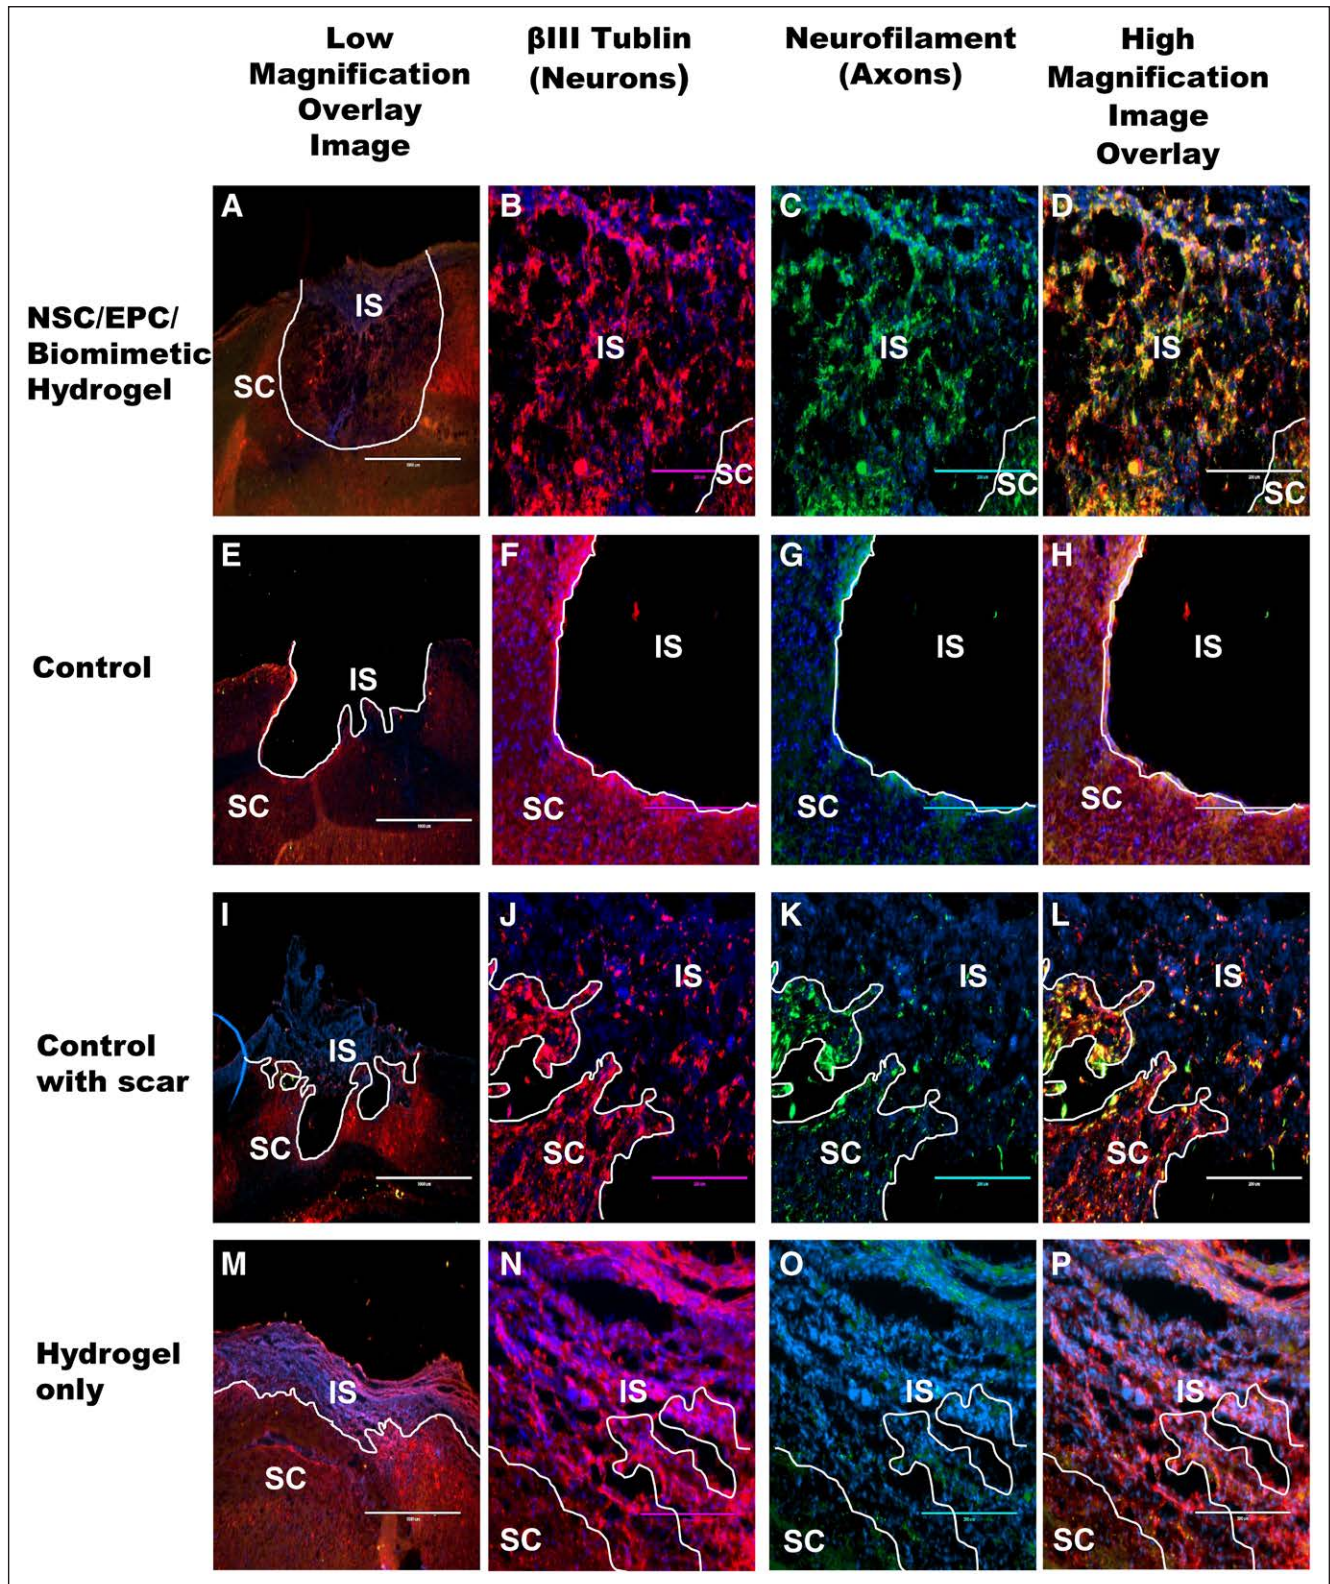 Low
Magnification
Overlay
Image
βIII Tublin
(Neurons)
Neurofilament
(Axons)
High
Magnification
Image
Overlay
NSC/EPC/
Biomimetic
Hydrogel
A
IS
SC
B
IS
SC
C
IS
SC
D
IS
SC
Control
E
IS
SC
F
IS
SC
G
IS
SC
H
IS
SC
Control
with scar
I
IS
SC
J
IS
SC
K
IS
SC
L
IS
SC
Hydrogel
only
M
IS
SC
N
IS
SC
O
IS
SC
P
IS
SC